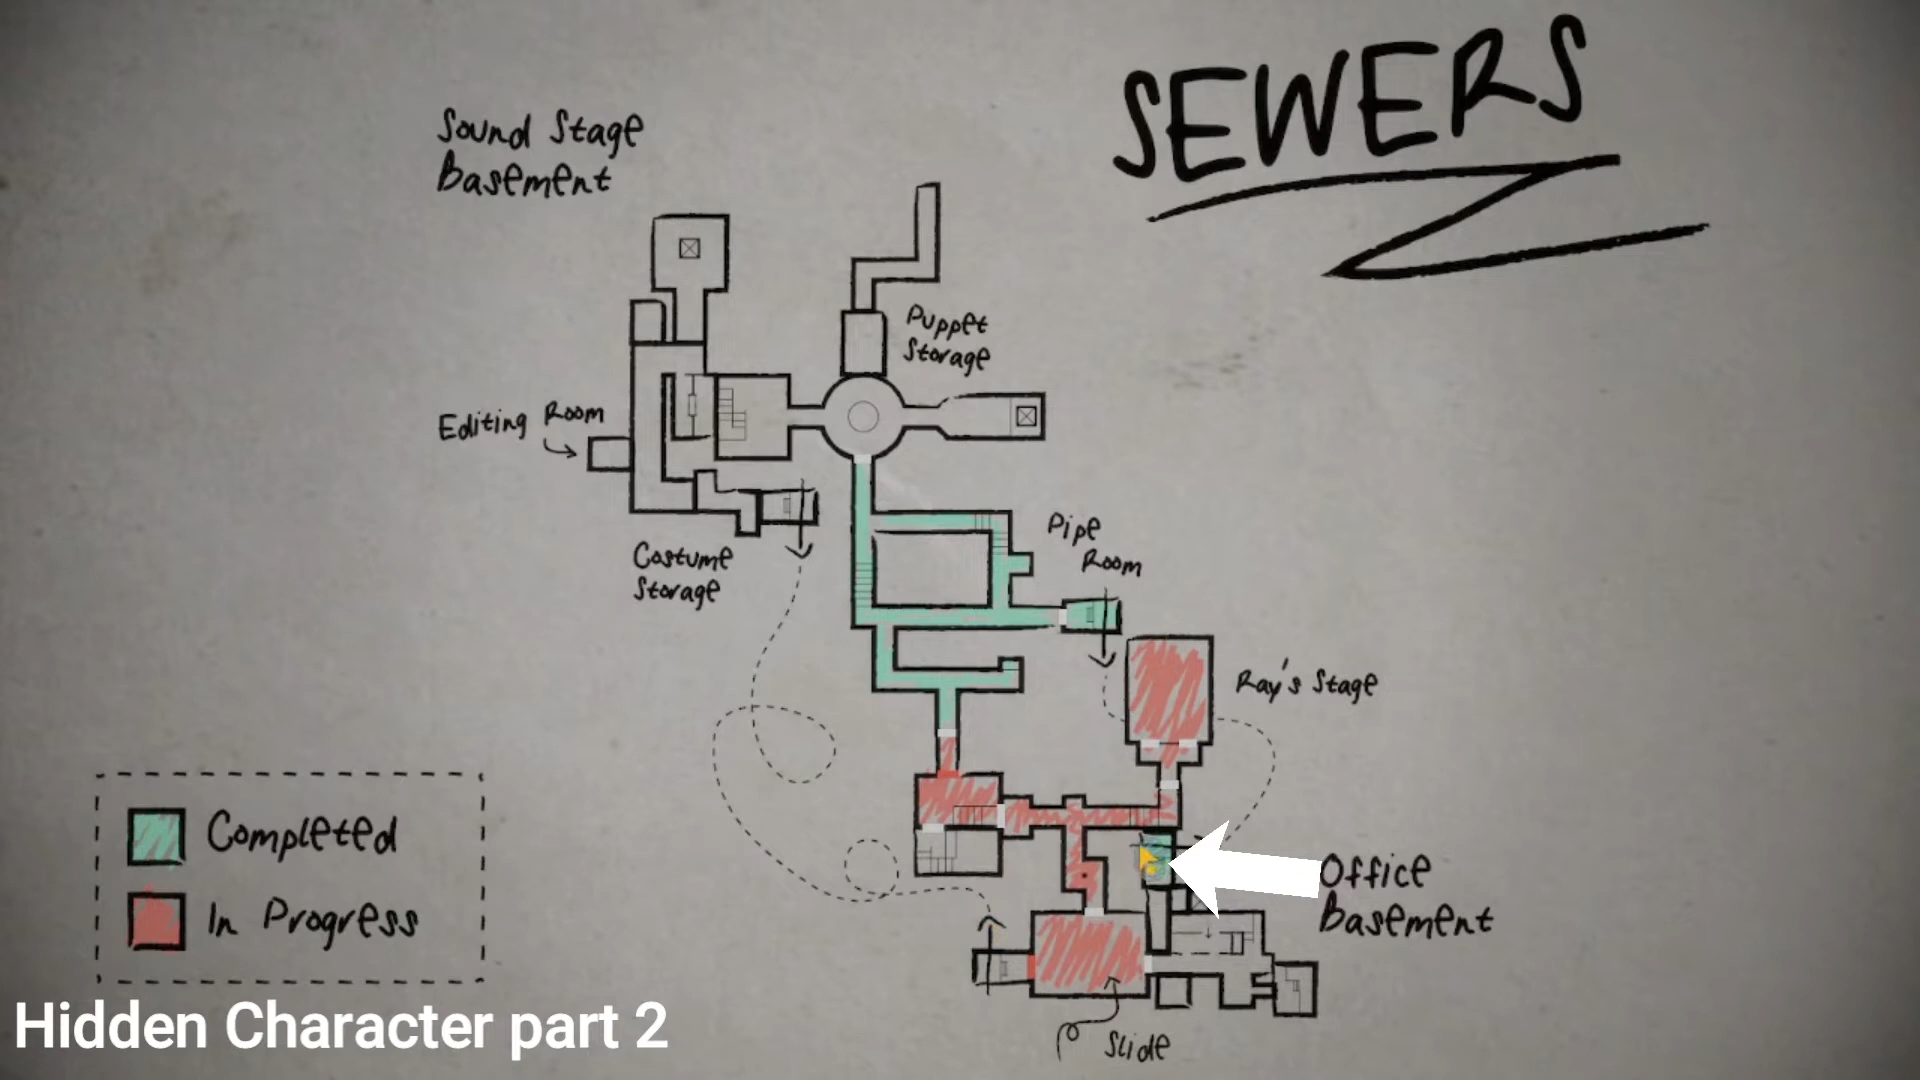 SEWERS
Sound Stage
Basement
Puppet
Storage
Editing Room
Pipe
Room
Costume
Storage
Ray's Stage
Completed
In Progress
Office
Basement
Slide
Hidden Character part 2